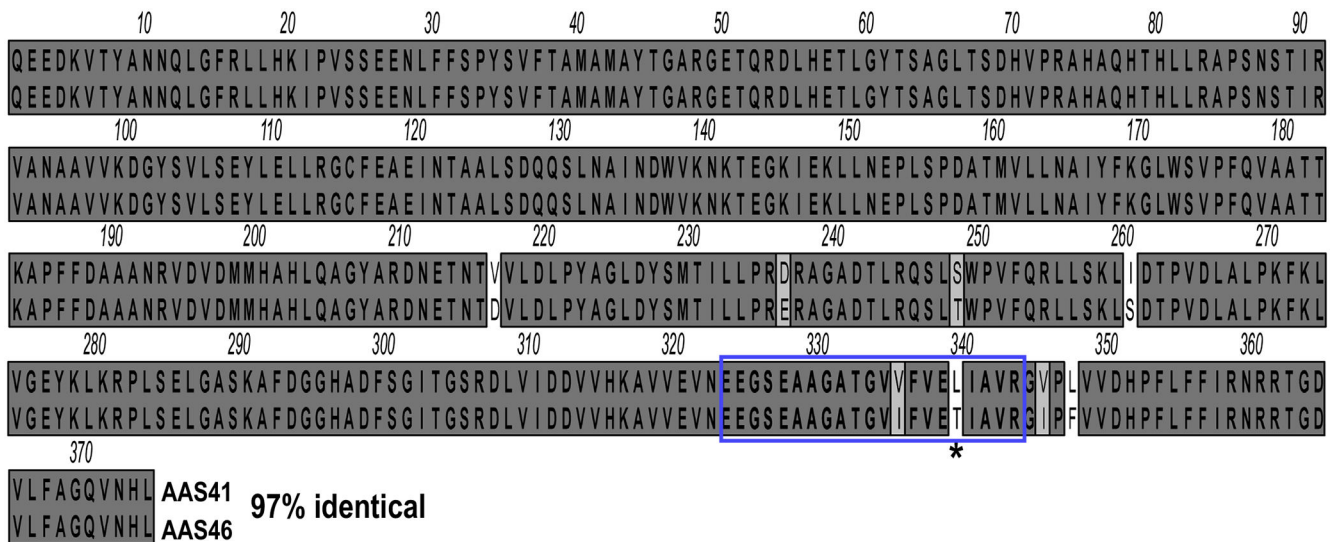 10 20 30 40 50 60 70 80 90
QEEDKVTYANNQLGFRLLHKIPVSSEENLFFSPYSVFTAMAMAYTGARGETQRDLHETLGYTSAGLTSDHVPRAHAQHTHLLRAPSNSTIR
QEEDKVTYANNQLGFRLLHKIPVSSEENLFFSPYSVFTAMAMAYTGARGETQRDLHETLGYTSAGLTSDHVPRAHAQHTHLLRAPSNSTIR
100 110 120 130 140 150 160 170 180
VANAAVVKDGYSVLSEYLELLRGCFEAEINTAALSDQQSLNAINDWVKNKTEGKIEKLLNEPLSPDATMVLLNAIYFKGLWSVPFQVAATT
VANAAVVKDGYSVLSEYLELLRGCFEAEINTAALSDQQSLNAINDWVKNKTEGKIEKLLNEPLSPDATMVLLNAIYFKGLWSVPFQVAATT
190 200 210 220 230 240 250 260 270
KAPFFDAAANRVDVDMMHAHLQAGYARDNETNTVVLDLPYAGLDYSMTILLPRDRAGADTLRQSLSWPVFQRLLSKLIDTPVDLALPKFKL
KAPFFDAAANRVDVDMMHAHLQAGYARDNETNTDVLDLPYAGLDYSMTILLPRERAGADTLRQSLTWPVFQRLLSKLSDTPVDLALPKFKL
280 290 300 310 320 330 340 350 360
VGEYKLKRPLSELGASKAFDGGHADFSGITGSRDLVIDDVVHKAVVEVNEEGSEAAGATGVVFVELIAVRGVPLVVDHPFLFFIRNRRTGD
VGEYKLKRPLSELGASKAFDGGHADFSGITGSRDLVIDDVVHKAVVEVNEEGSEAAGATGVIFVETIAVRGIPFVVDHPFLFFIRNRRTGD
*
370
VLFAGQVNHL AAS41
VLFAGQVNHL AAS46
97% identical